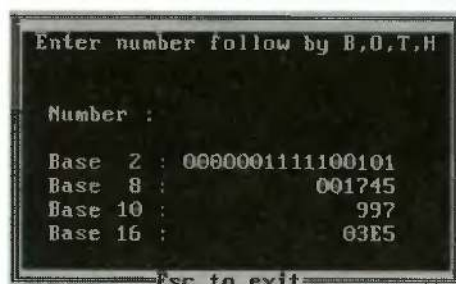 Enter number follow by B,O,T,H
Number :
Base 2 : 0000001111100101
Base 8 : 001745
Base 10 : 997
Base 16 : 03E5
Esc to exit